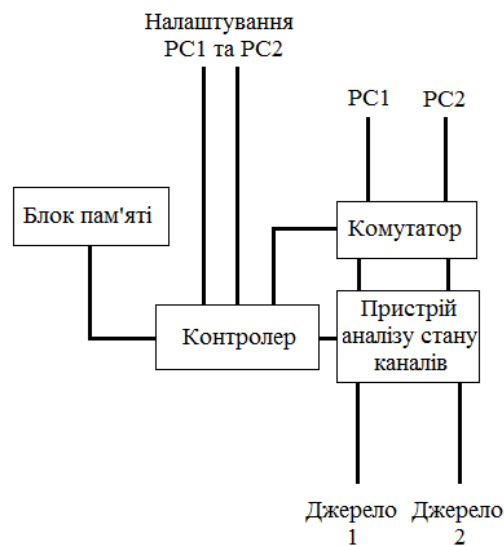 Налаштування
РС1 та РС2
РС1
РС2
Блок пам'яті
Комутатор
Контролер
Пристрій
аналізу стану
каналів
Джерело
1
Джерело
2